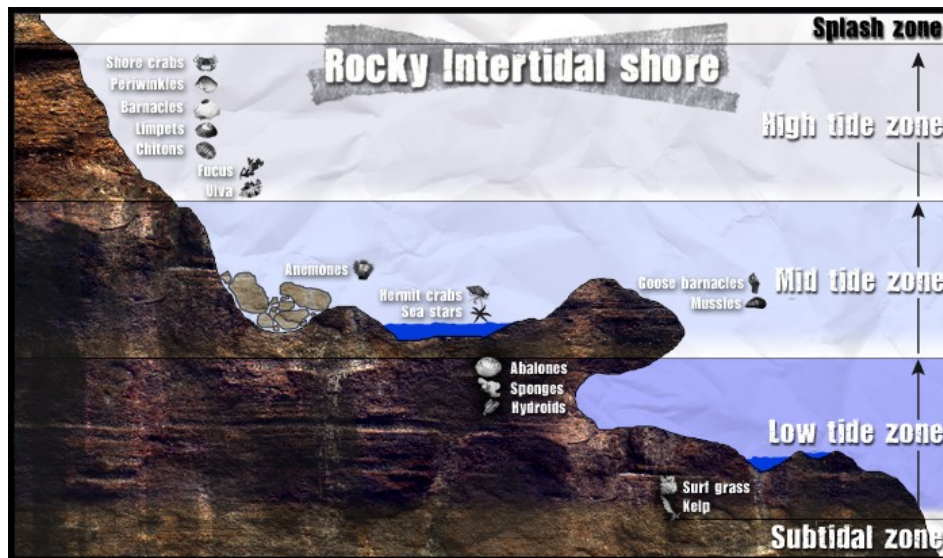 Splash zone
Rocky Intertidal shore
Shore crabs
Periwinkles
Barnacles
Limpets
Chitons
Fucus
Ulva
High tide zone
Anemones
Hermit crabs
Sea stars
Goose barnacles
Mussles
Mid tide zone
Abalones
Sponges
Hydroids
Low tide zone
Surf grass
Kelp
Subtidal zone